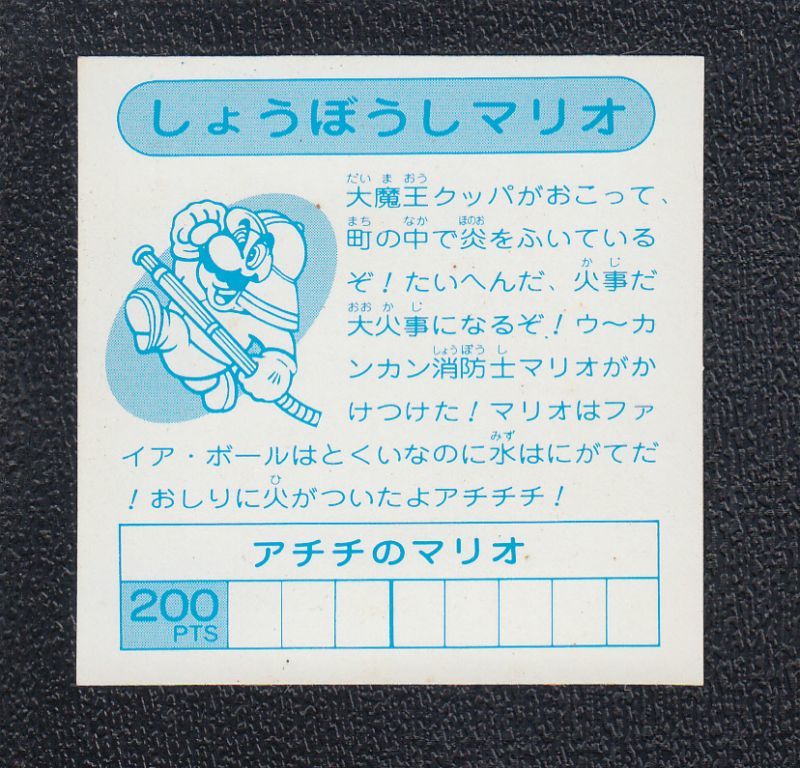 しょうぼうしマリオ
だい ま おう
大魔王クッパがおこって、
まち なか ほのお
町の中で炎をふいている
か じ
ぞ！たいへんだ、火事だ
おお か じ
大火事になるぞ！ウ〜カ
しょうぼう し
ンカン消防士マリオがか
けつけた！マリオはファ
みず
イア・ボールはとくいなのに水はにがてだ
ひ
！おしりに火がついたよアチチチ！
アチチのマリオ
200
PTS